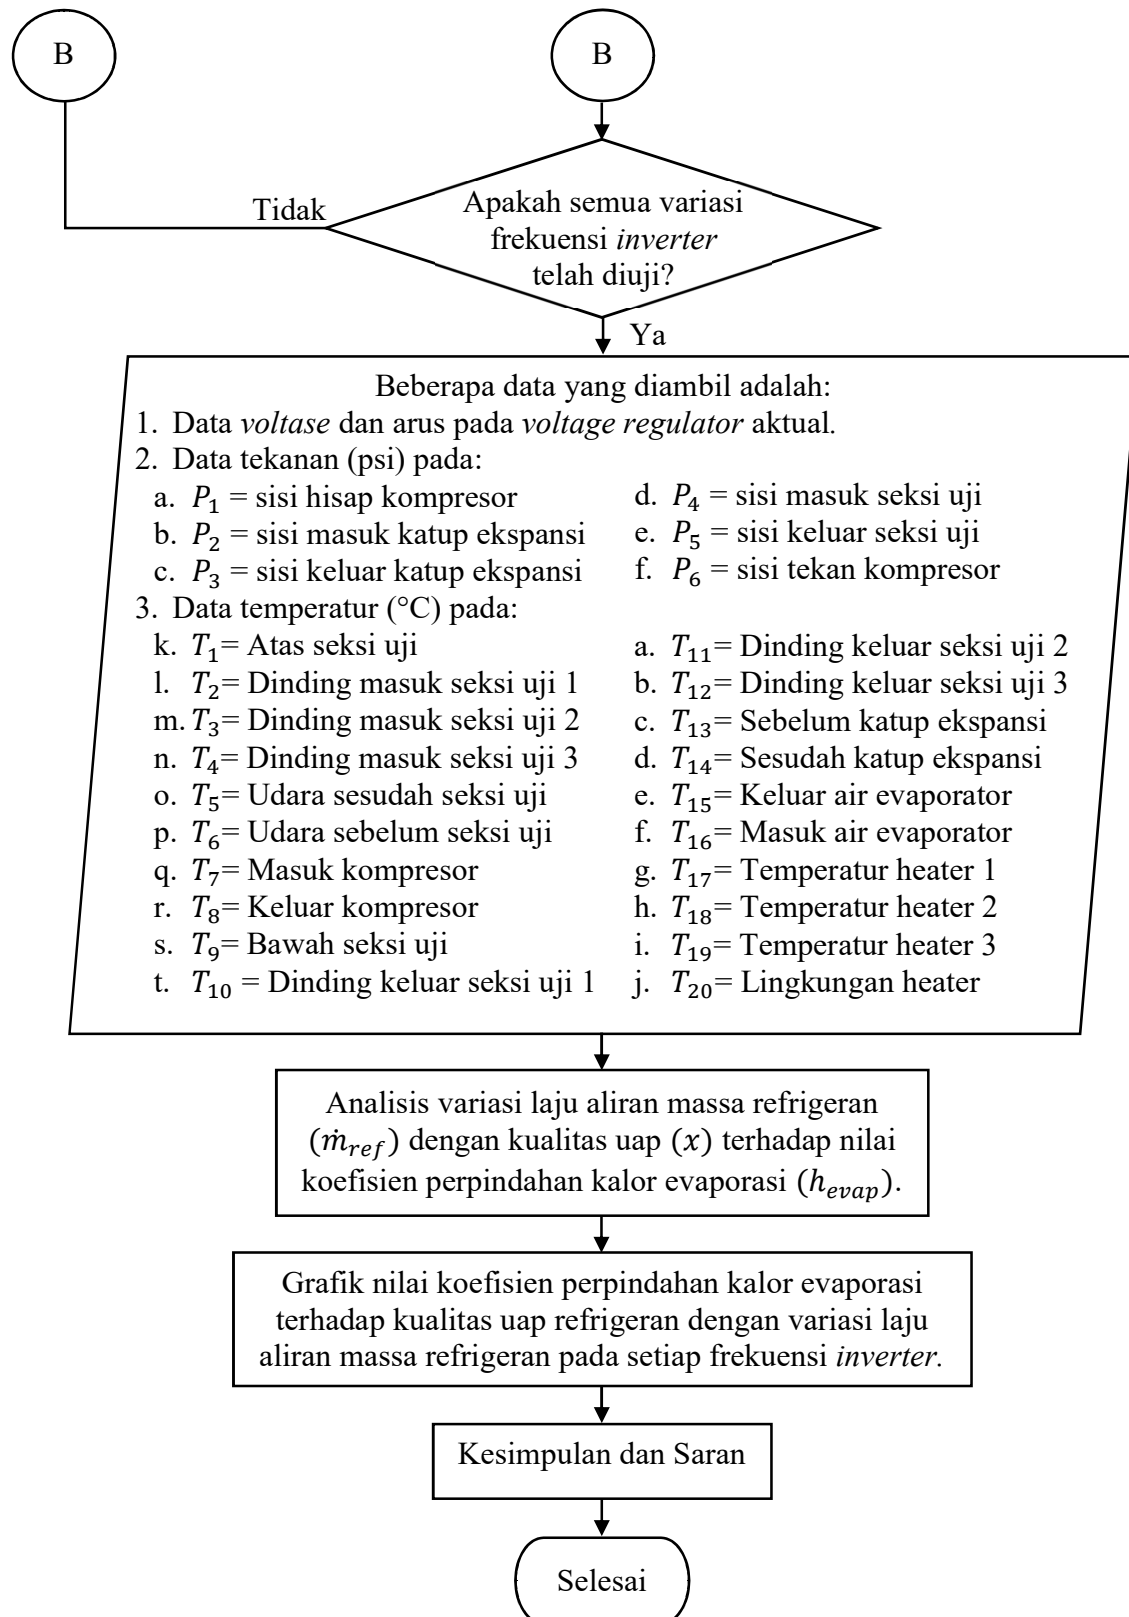 B
B
Tidak
Apakah semua variasi
frekuensi inverter
telah diuji?
Ya
Beberapa data yang diambil adalah:
1. Data voltase dan arus pada voltage regulator aktual.
2. Data tekanan (psi) pada:
a. P₁ = sisi hisap kompresor
b. P₂ = sisi masuk katup ekspansi
c. P₃ = sisi keluar katup ekspansi
d. P₄ = sisi masuk seksi uji
e. P₅ = sisi keluar seksi uji
f. P₆ = sisi tekan kompresor
3. Data temperatur (°C) pada:
k. T₁= Atas seksi uji
l. T₂= Dinding masuk seksi uji 1
m. T₃= Dinding masuk seksi uji 2
n. T₄= Dinding masuk seksi uji 3
o. T₅= Udara sesudah seksi uji
p. T₆= Udara sebelum seksi uji
q. T₇= Masuk kompresor
r. T₈= Keluar kompresor
s. T₉= Bawah seksi uji
t. T₁₀ = Dinding keluar seksi uji 1
a. T₁₁= Dinding keluar seksi uji 2
b. T₁₂= Dinding keluar seksi uji 3
c. T₁₃= Sebelum katup ekspansi
d. T₁₄= Sesudah katup ekspansi
e. T₁₅= Keluar air evaporator
f. T₁₆= Masuk air evaporator
g. T₁₇= Temperatur heater 1
h. T₁₈= Temperatur heater 2
i. T₁₉= Temperatur heater 3
j. T₂₀= Lingkungan heater
Analisis variasi laju aliran massa refrigeran
(ṁ_ref) dengan kualitas uap (x) terhadap nilai
koefisien perpindahan kalor evaporasi (h_evap).
Grafik nilai koefisien perpindahan kalor evaporasi
terhadap kualitas uap refrigeran dengan variasi laju
aliran massa refrigeran pada setiap frekuensi inverter.
Kesimpulan dan Saran
Selesai